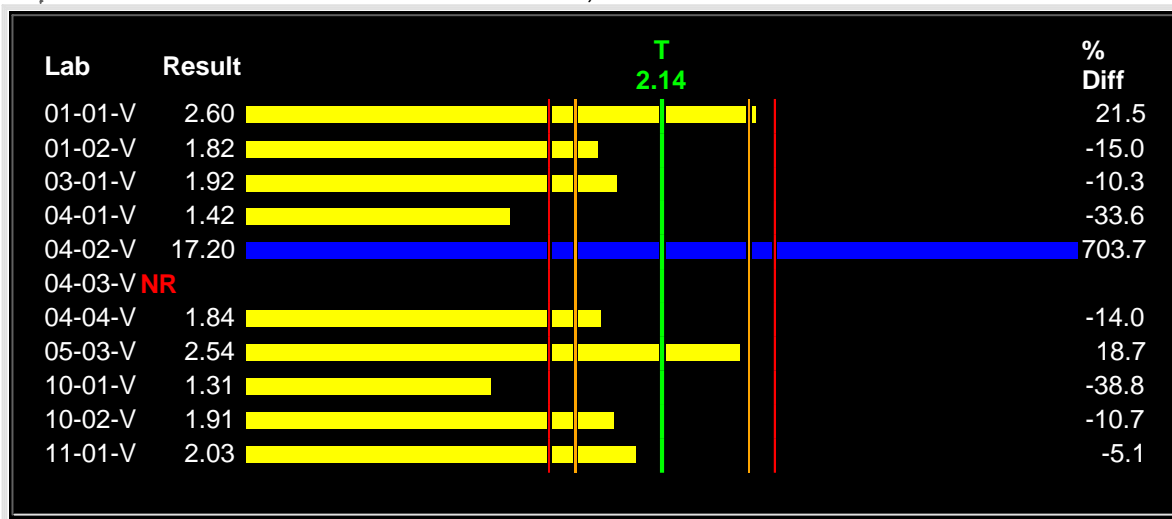 T %
Lab Result 2.14 Diff
01-01-V 2.60 21.5
01-02-V 1.82 -15.0
03-01-V 1.92 -10.3
04-01-V 1.42 -33.6
04-02-V 17.20 703.7
04-03-V NR
04-04-V 1.84 -14.0
05-03-V 2.54 18.7
10-01-V 1.31 -38.8
10-02-V 1.91 -10.7
11-01-V 2.03 -5.1